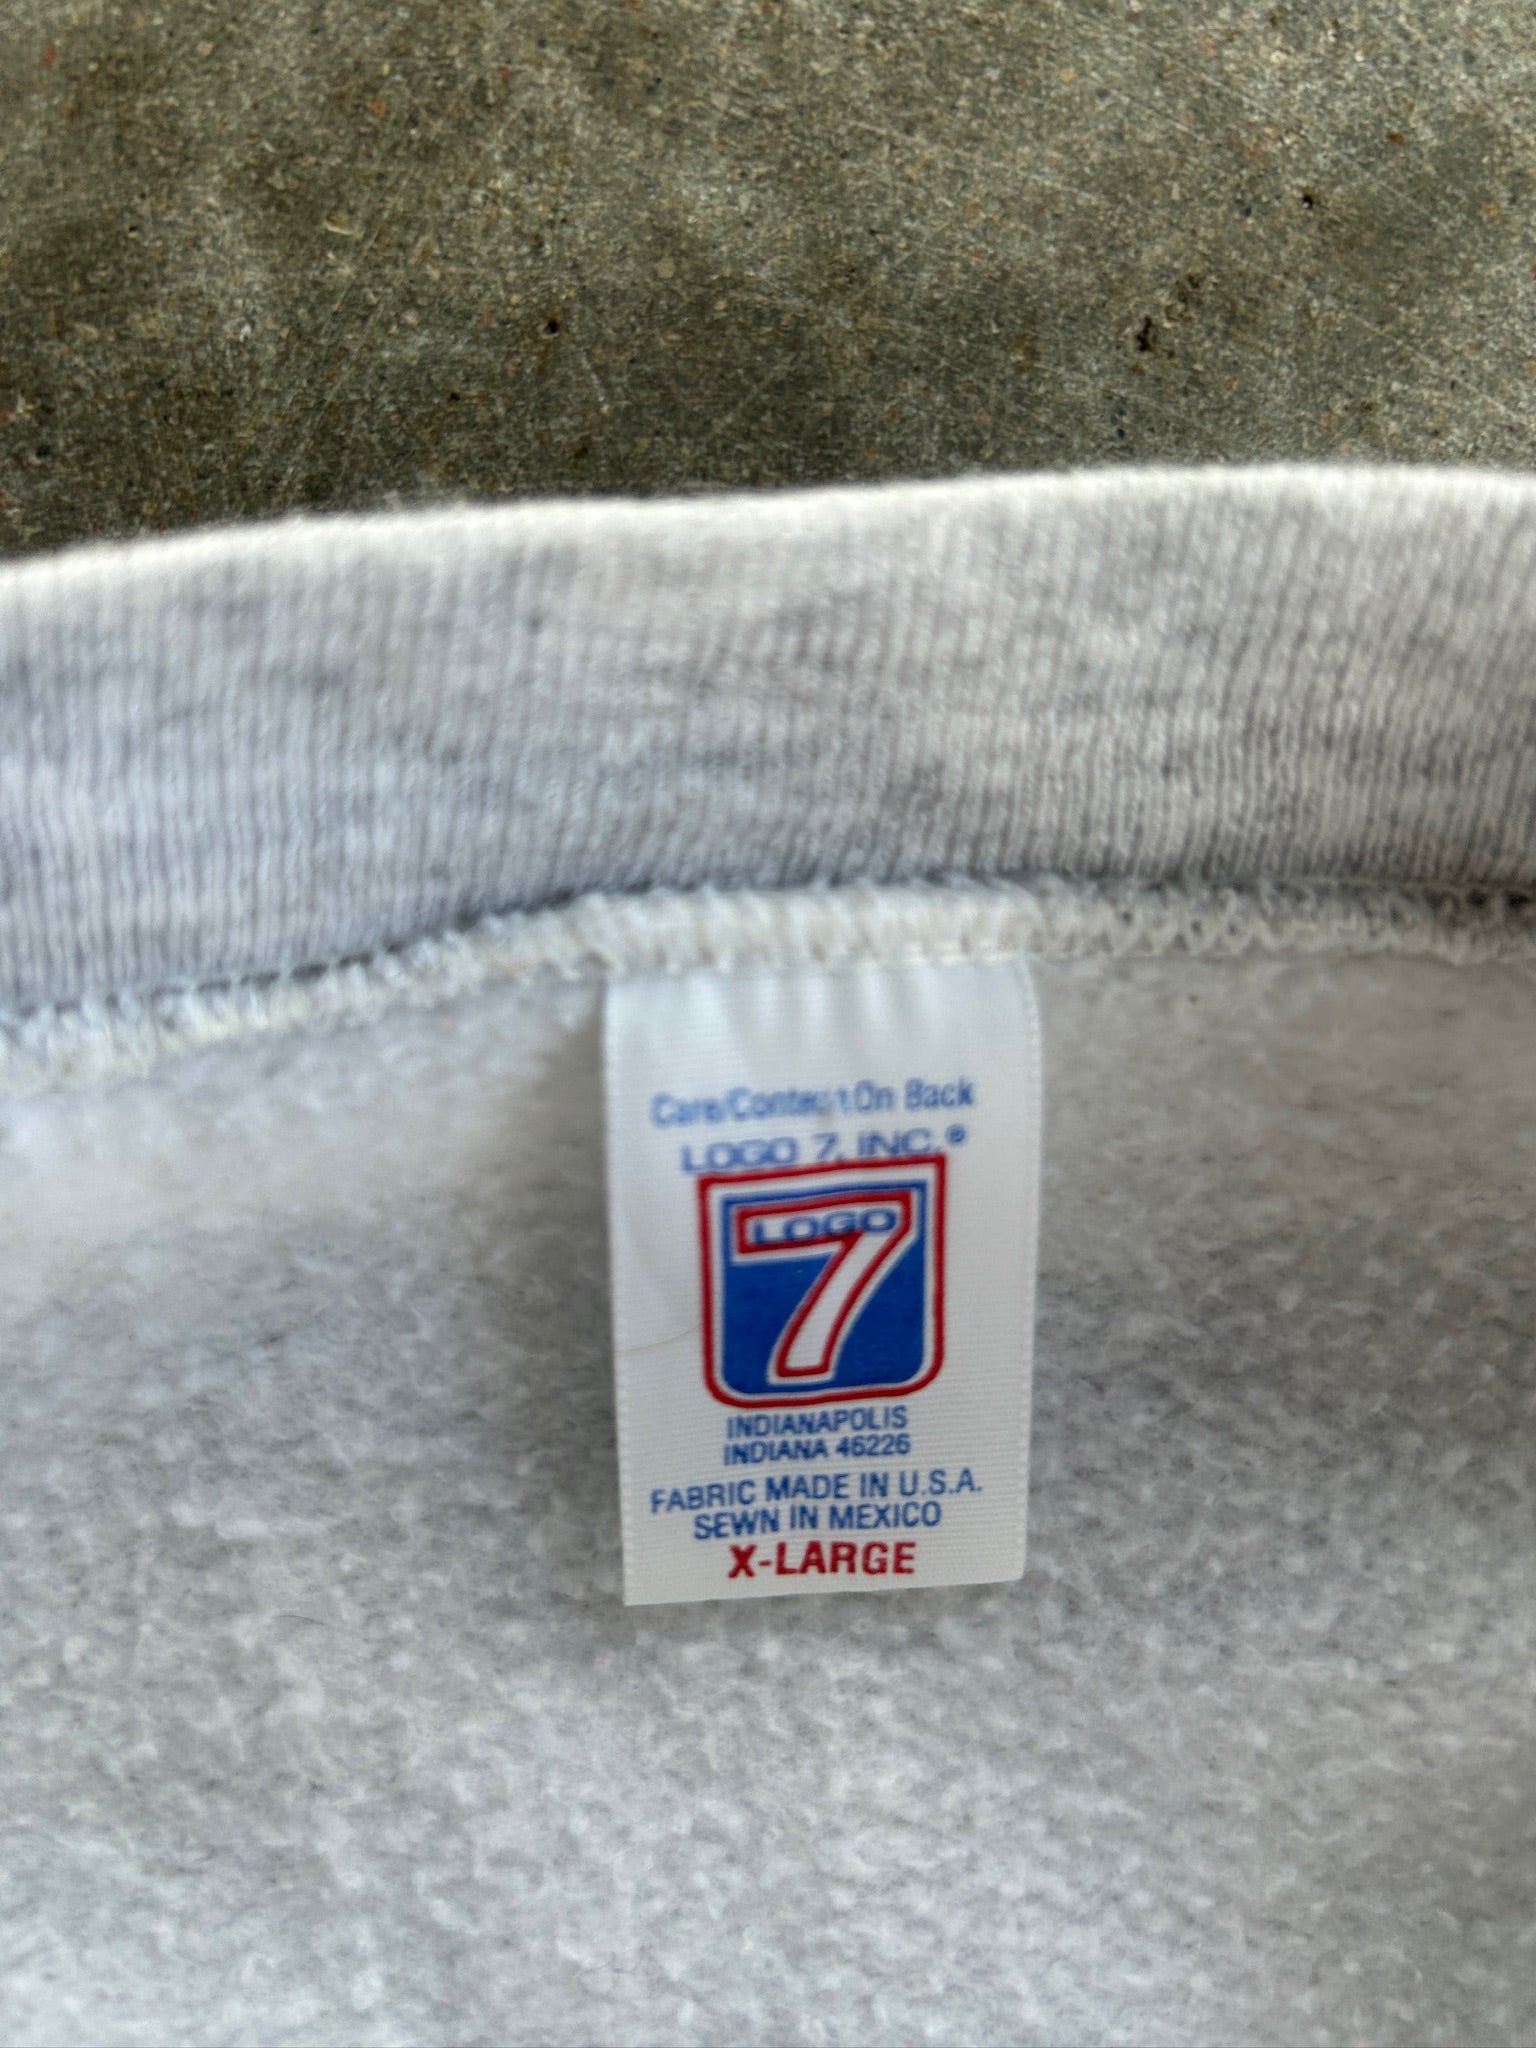 Care/Content On Back
LOGO 7, INC.®
LOGO
7
INDIANAPOLIS
INDIANA 46226
FABRIC MADE IN U.S.A.
SEWN IN MEXICO
X-LARGE